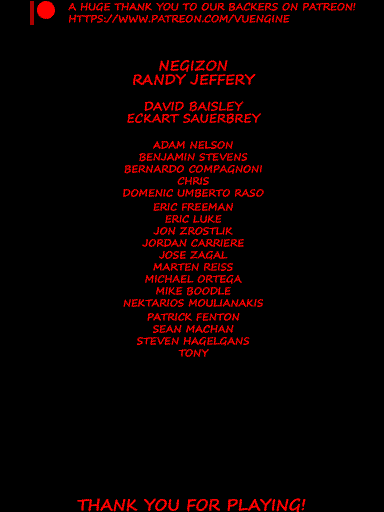 A HUGE THANK YOU TO OUR BACKERS ON PATREON!
HTTPS://WWW.PATREON.COM/VUENGINE
NEGIZON
RANDY JEFFERY
DAVID BAISLEY
ECKART SAUERBREY
ADAM NELSON
BENJAMIN STEVENS
BERNARDO COMPAGNONI
CHRIS
DOMENIC UMBERTO RASO
ERIC FREEMAN
ERIC LUKE
JON ZROSTLIK
JORDAN CARRIERE
JOSE ZAGAL
MARTEN REISS
MICHAEL ORTEGA
MIKE BOODLE
NEKTARIOS MOULIANAKIS
PATRICK FENTON
SEAN MACHAN
STEVEN HAGELGANS
TONY
THANK YOU FOR PLAYING!